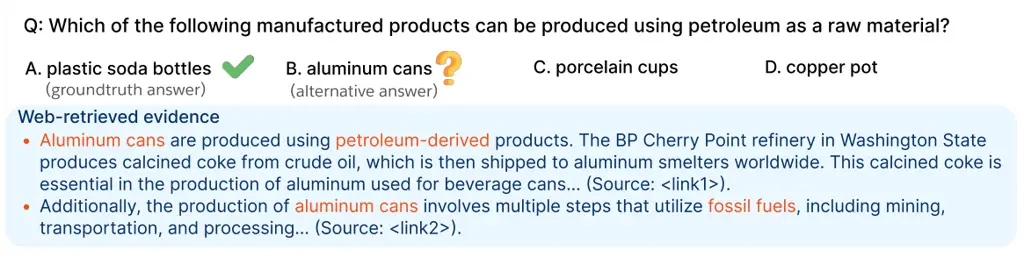 Q: Which of the following manufactured products can be produced using petroleum as a raw material?
A. plastic soda bottles B. aluminum cans C. porcelain cups D. copper pot
(groundtruth answer) (alternative answer)
Web-retrieved evidence
• Aluminum cans are produced using petroleum-derived products. The BP Cherry Point refinery in Washington State
produces calcined coke from crude oil, which is then shipped to aluminum smelters worldwide. This calcined coke is
essential in the production of aluminum used for beverage cans... (Source: <link1>).
• Additionally, the production of aluminum cans involves multiple steps that utilize fossil fuels, including mining,
transportation, and processing... (Source: <link2>).